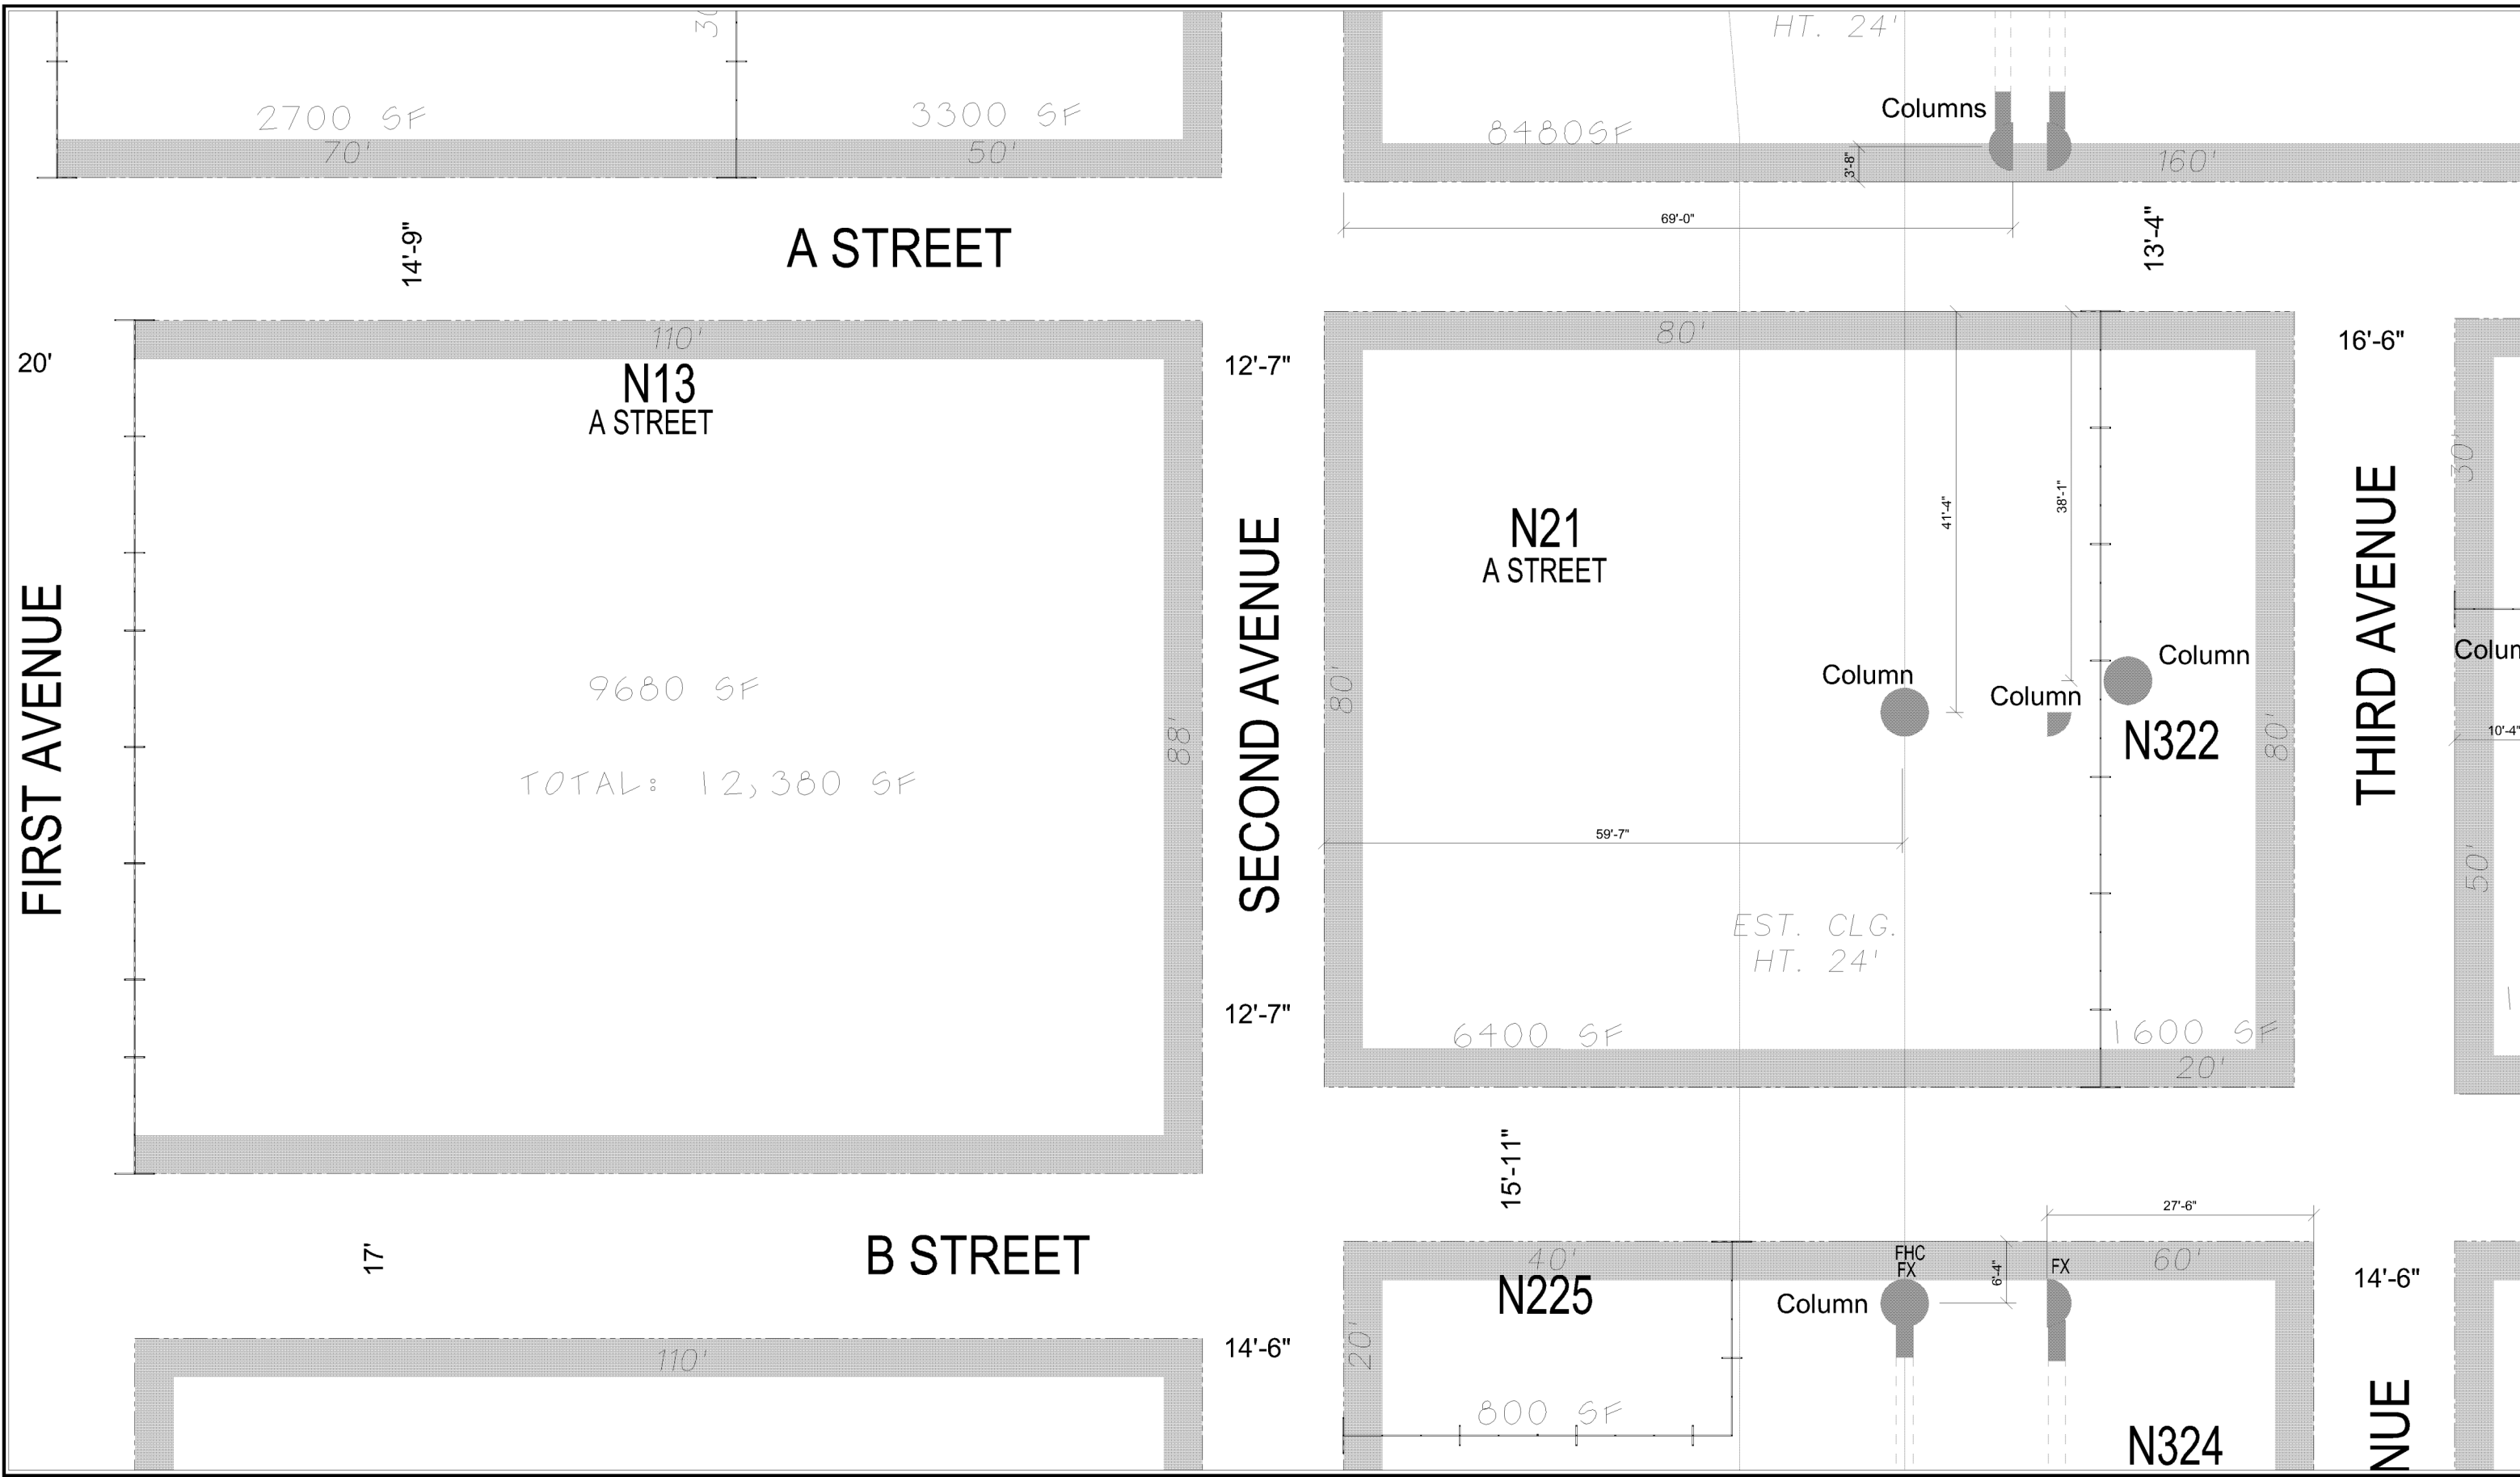 HT. 24'
2700 SF
3300 SF
8480SF
Columns
70'
50'
3'-8"
160'
69'-0"
14'-9"
A STREET
13'-4"
20'
110'
N13
A STREET
12'-7"
80'
16'-6"
30'
FIRST AVENUE
9680 SF
TOTAL: 12,380 SF
88'
SECOND AVENUE
80'
N21
A STREET
41'-4"
38'-1"
Column
Column
Column
N322
80'
THIRD AVENUE
Colum
10'-4"
59'-7"
50'
EST. CLG.
HT. 24'
12'-7"
6400 SF
1600 SF
20'
15'-11"
17'
B STREET
27'-6"
40'
FHC
FX
6'-4"
FX
60'
14'-6"
N225
Column
14'-6"
110'
20'
800 SF
N324
NUE